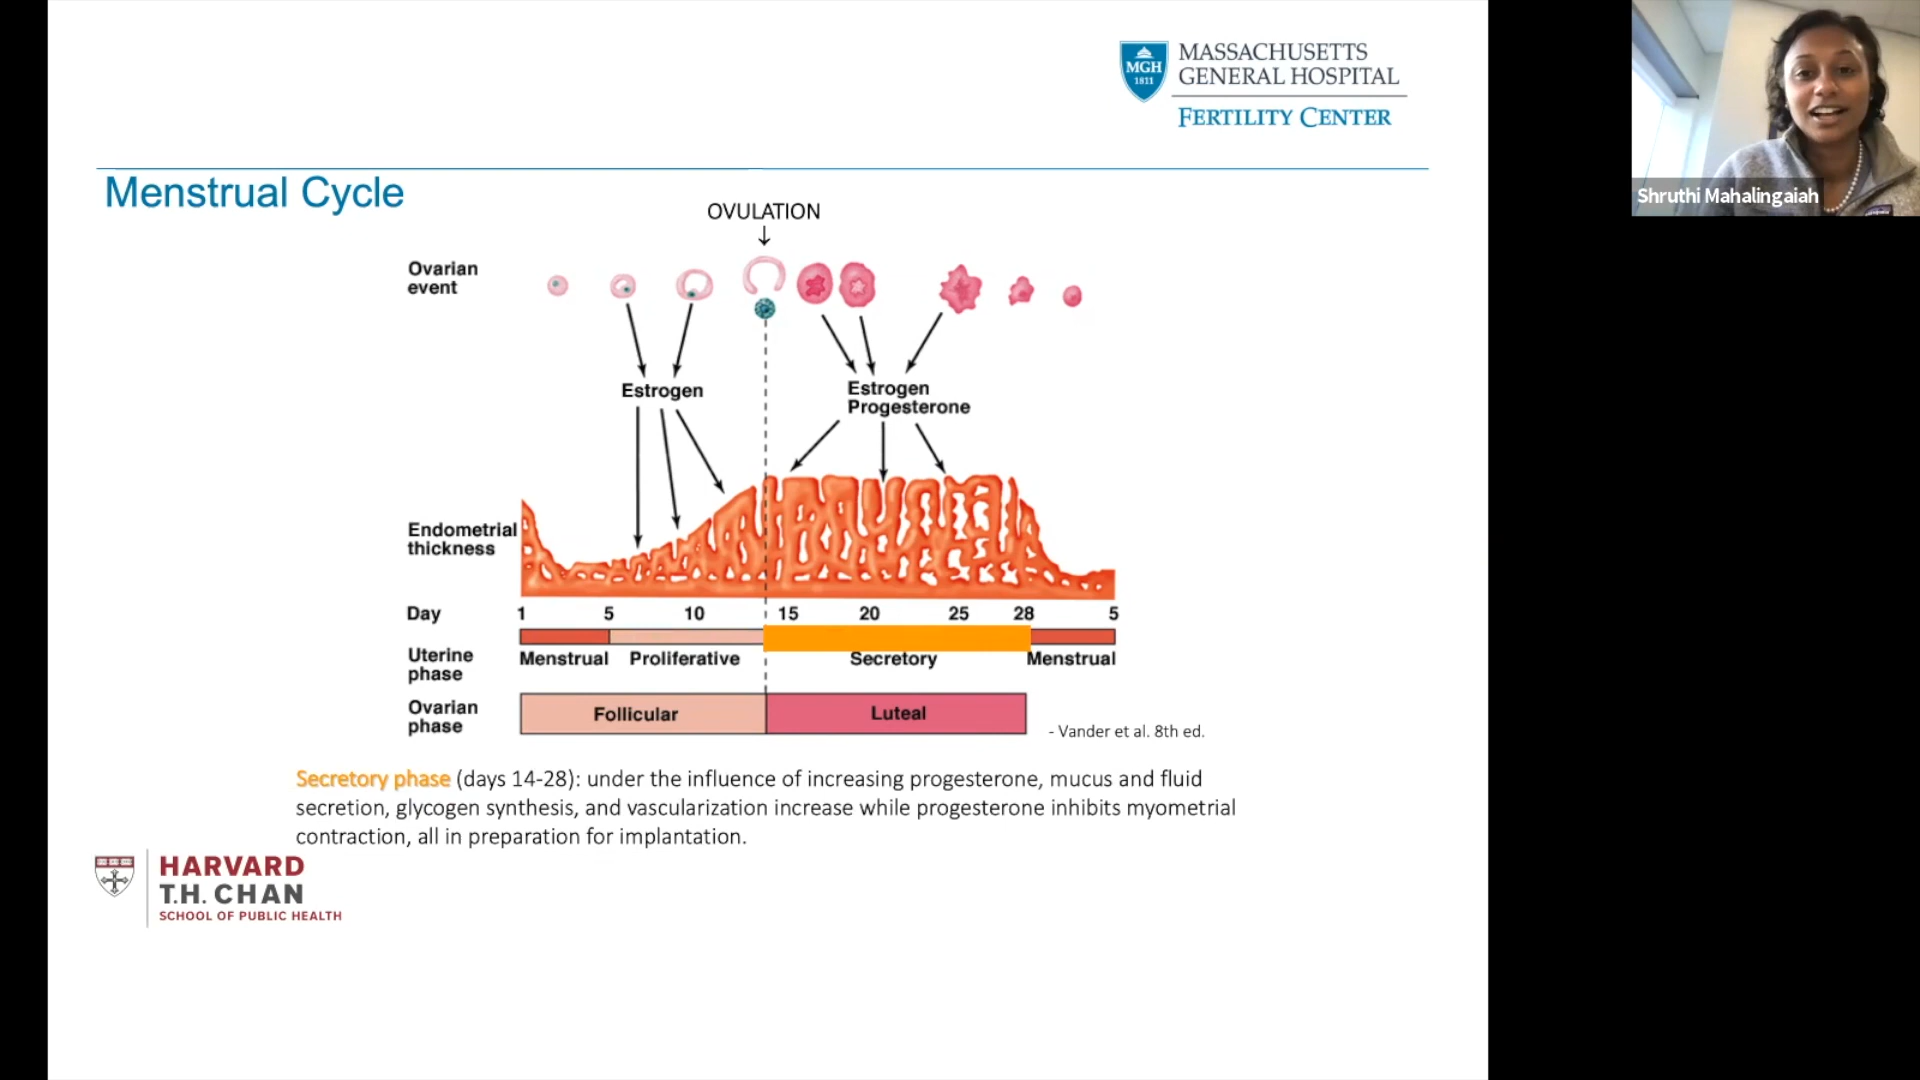 MGH
1811
MASSACHUSETTS
GENERAL HOSPITAL
FERTILITY CENTER
Shruthi Mahalingaiah
Menstrual Cycle
OVULATION
Ovarian
event
Estrogen
Estrogen
Progesterone
Endometrial
thickness
Day 1 5 10 15 20 25 28 5
Uterine
phase
Menstrual Proliferative Secretory Menstrual
Ovarian
phase
Follicular Luteal
- Vander et al. 8th ed.
Secretory phase (days 14-28): under the influence of increasing progesterone, mucus and fluid
secretion, glycogen synthesis, and vascularization increase while progesterone inhibits myometrial
contraction, all in preparation for implantation.
HARVARD
T.H. CHAN
SCHOOL OF PUBLIC HEALTH